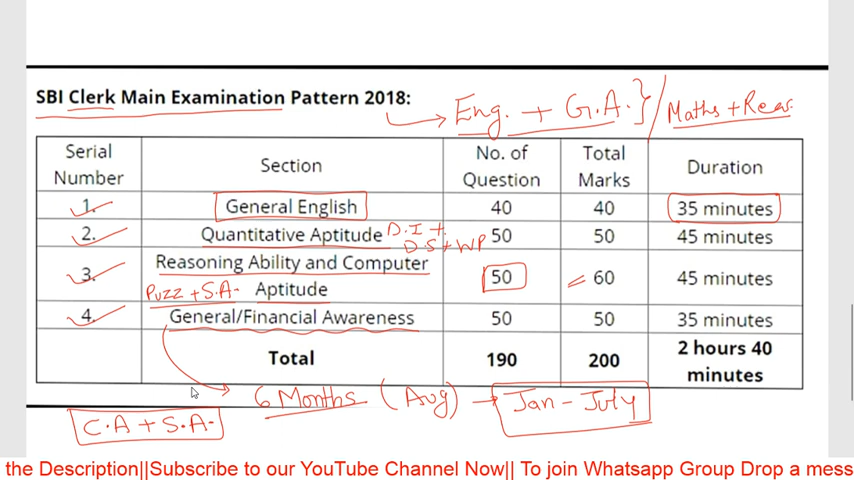 SBI Clerk Main Examination Pattern 2018:
Eng. + G.A. } / Maths + Reas.
Serial Number Section No. of Question Total Marks Duration
1. General English 40 40 35 minutes
2. Quantitative Aptitude D.I + D.S + WP 50 50 45 minutes
3. Reasoning Ability and Computer Aptitude 50 60 45 minutes
Puzz + S.A.
4. General/Financial Awareness 50 50 35 minutes
Total 190 200 2 hours 40 minutes
6 Months (Aug) → Jan - July
C.A + S.A.
the Description||Subscribe to our YouTube Channel Now|| To join Whatsapp Group Drop a mess